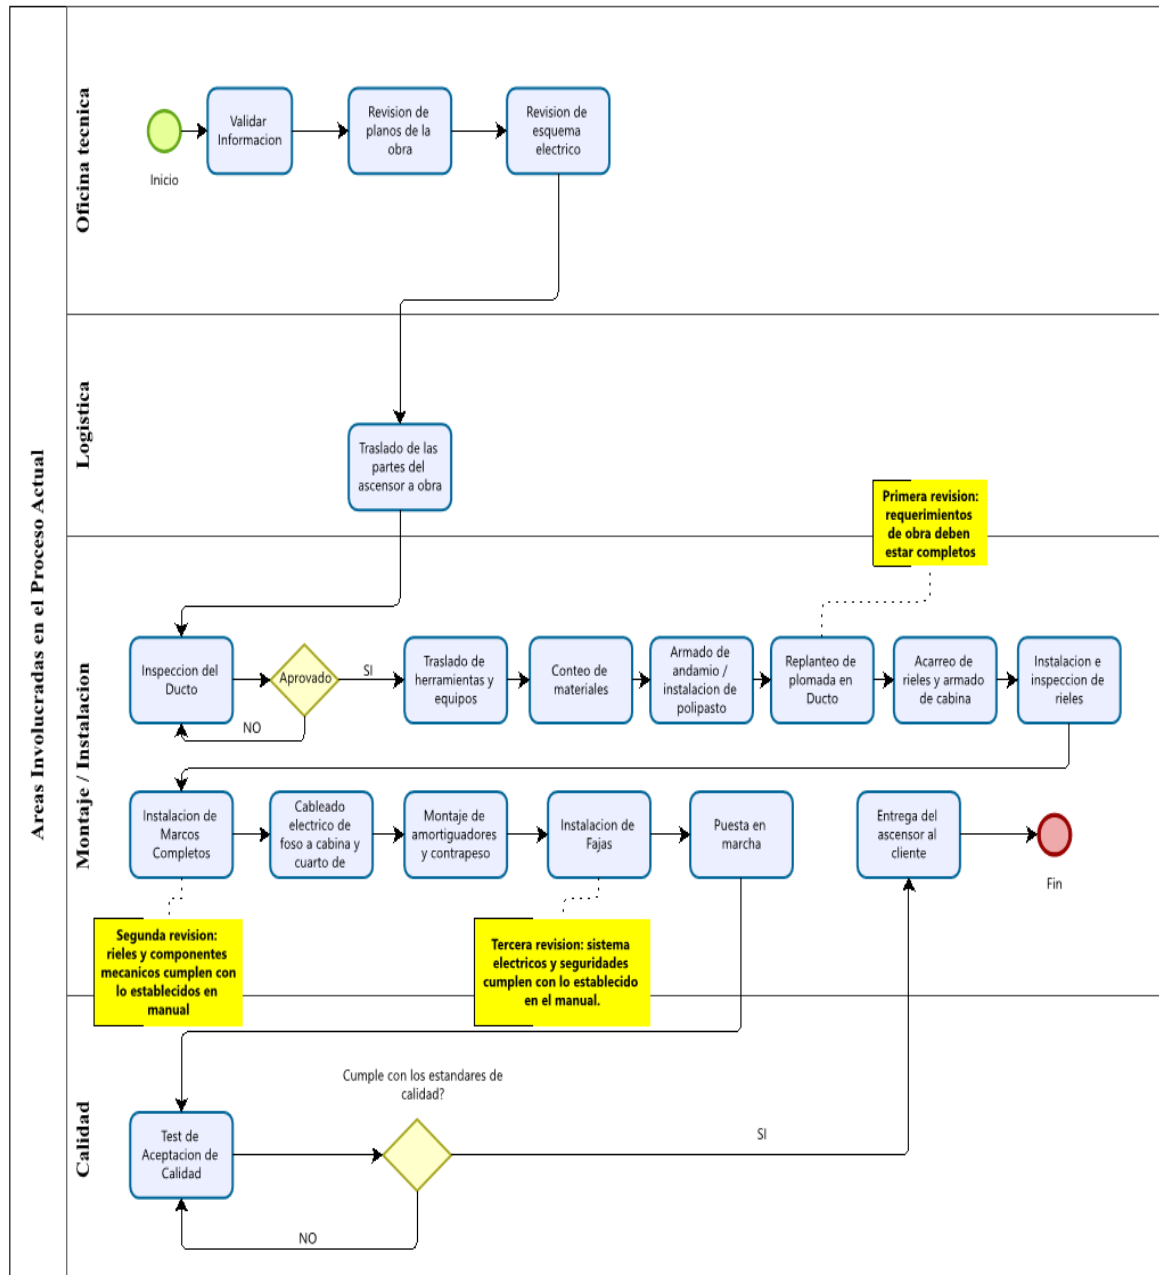 Areas Involucradas en el Proceso Actual
Oficina tecnica
Inicio
Validar
Informacion
Revision de
planos de la
obra
Revision de
esquema
electrico
Logistica
Traslado de las
partes del
ascensor a obra
Primera revision:
requerimientos
de obra deben
estar completos
Montaje / Instalacion
Inspeccion del
Ducto
Aprovado
SI
NO
Traslado de
herramientas y
equipos
Conteo de
materiales
Armado de
andamio /
instalacion de
polipasto
Replanteo de
plomada en
Ducto
Acarreo de
rieles y armado
de cabina
Instalacion e
inspeccion de
rieles
Instalacion de
Marcos
Completos
Cableado
electrico de
foso a cabina y
cuarto de
Montaje de
amortiguadores
y contrapeso
Instalacion de
Fajas
Puesta en
marcha
Entrega del
ascensor al
cliente
Fin
Segunda revision:
rieles y componentes
mecanicos cumplen con
lo establecidos en
manual
Tercera revision: sistema
electricos y seguridades
cumplen con lo establecido
en el manual.
Calidad
Test de
Aceptacion de
Calidad
Cumple con los estandares de
calidad?
SI
NO